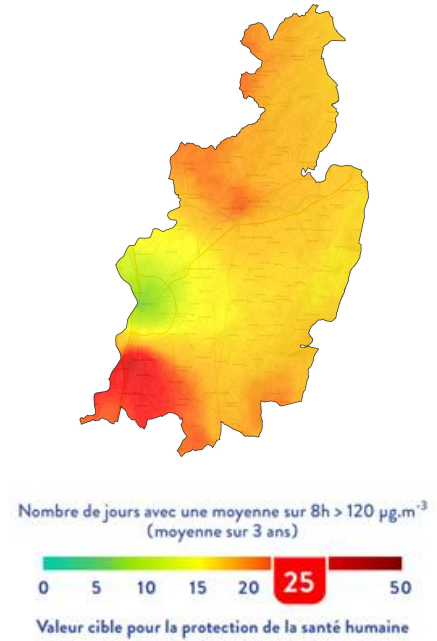 Nombre de jours avec une moyenne sur 8h > 120 µg.m⁻³
(moyenne sur 3 ans)
0 5 10 15 20 25 50
Valeur cible pour la protection de la santé humaine